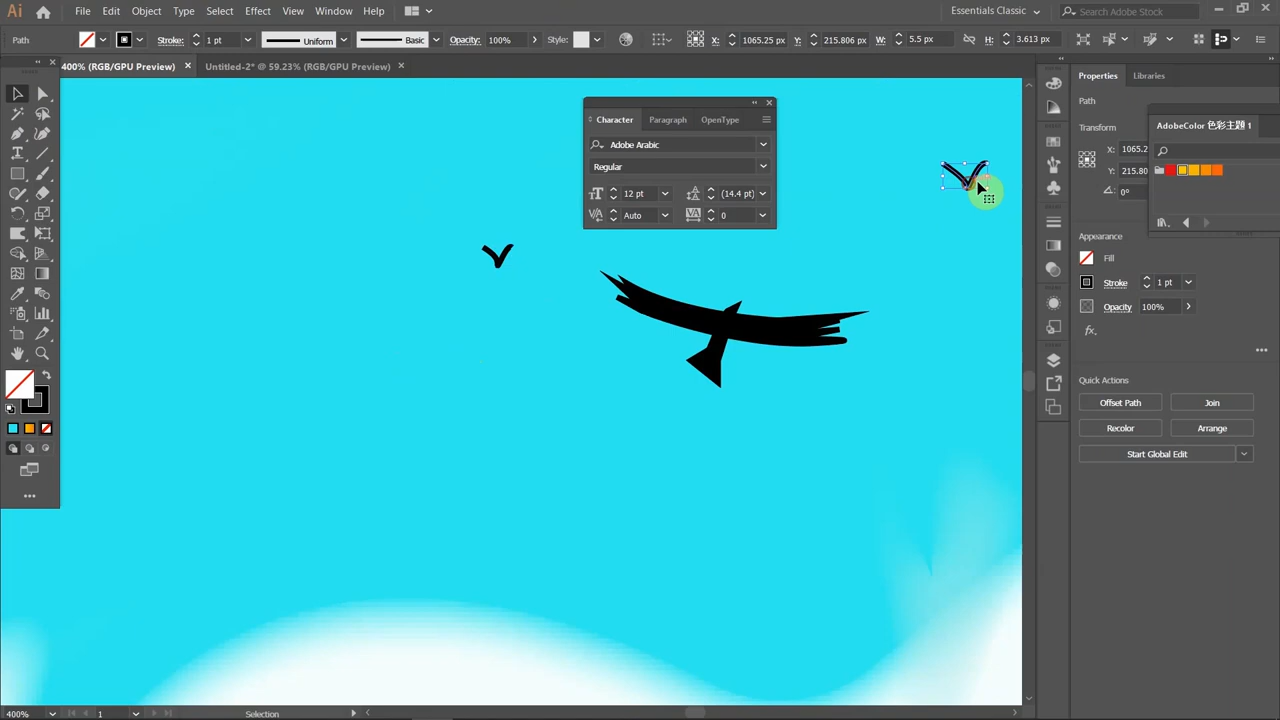 Ai File Edit Object Type Select Effect View Window Help Essentials Classic Search Adobe Stock
Path Stroke: 1 pt Uniform Basic Opacity: 100% Style: X: 1065.25 px Y: 215.806 px W: 5.5 px H: 3.613 px
400% (RGB/GPU Preview) × Untitled-2* @ 59.23% (RGB/GPU Preview) ×
Character Paragraph OpenType
Adobe Arabic
Regular
12 pt (14.4 pt)
Auto 0
Properties Libraries
Path
Transform
X: 1065.2
Y: 215.80
0°
AdobeColor 色彩主题 1
Appearance
Fill
Stroke 1 pt
Opacity 100%
fx.
Quick Actions
Offset Path Join
Recolor Arrange
Start Global Edit
400% 1 Selection